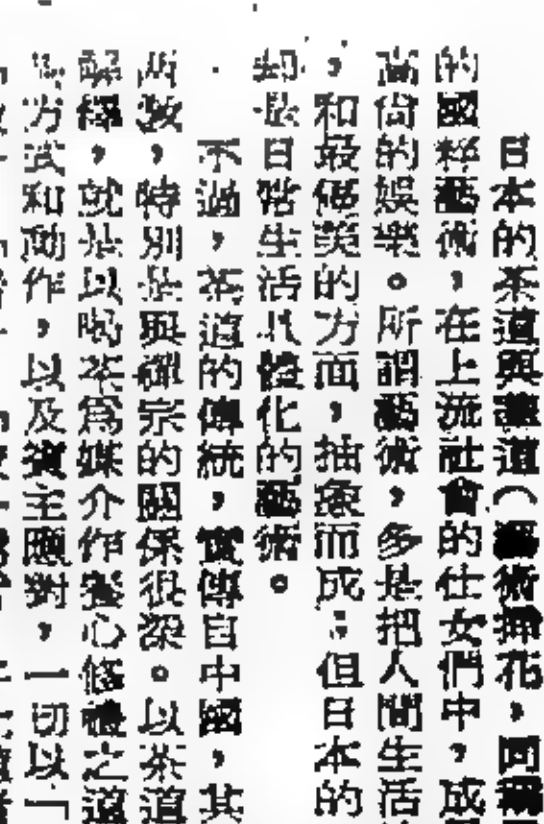 日本的茶道與花道(藝術插花,同為
的國粹藝術,在上流社會的仕女們中,成
高尚的娛樂。所謂藝術,多是把人間生活
,和最優美的方面,抽象而成;但日本的
卻是日常生活具體化的藝術。
不過,茶道的傳統,實傳自中國,其
所教,特別是與禪宗的關係很深。以茶道
解釋,就是以喝茶為媒介作養心修禮之道
方式和動作,以及賓主應對,一切以「